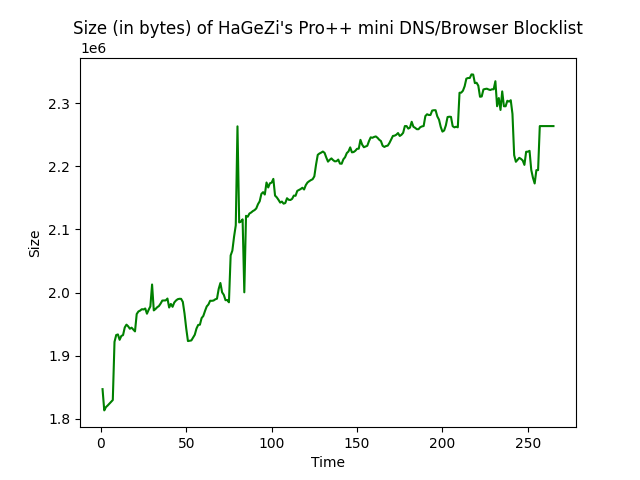 Size (in bytes) of HaGeZi's Pro++ mini DNS/Browser Blocklist
1e6
2.3
2.2
2.1
2.0
1.9
1.8
Size
0 50 100 150 200 250
Time